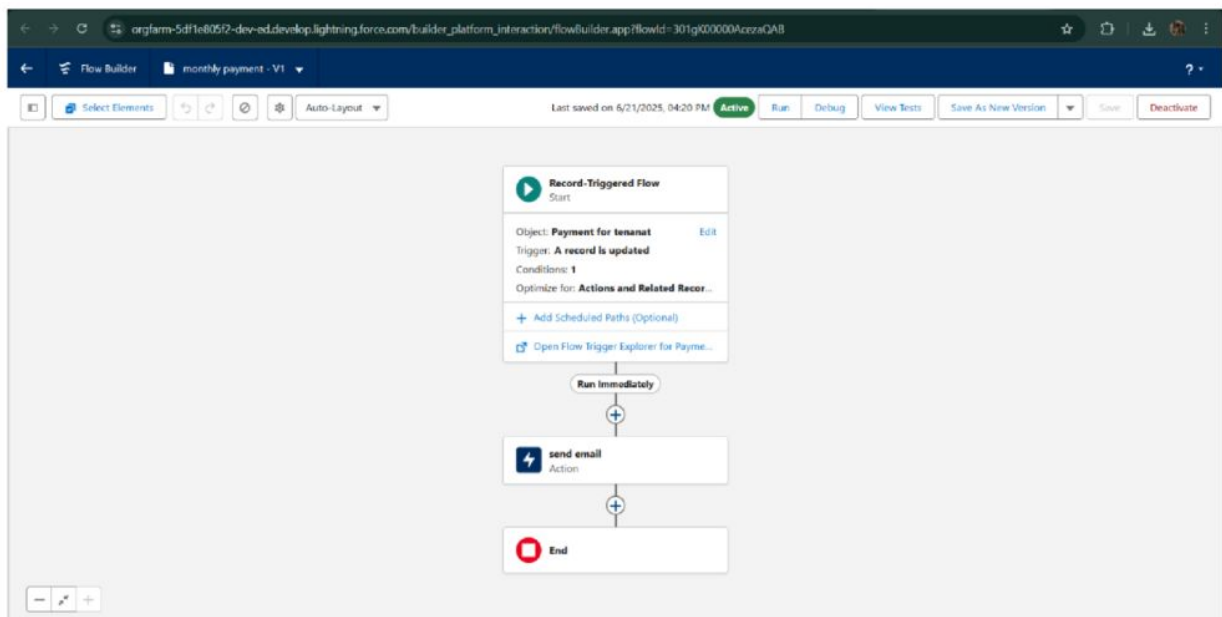 orgfarm-5df1e805f2-dev-ed.develop.lightning.force.com/builder_platform_interaction/flowBuilder.app?flowId=301gK00000AcezaQAB
Flow Builder monthly payment - V1 ?
Select Elements Auto-Layout Last saved on 6/21/2025, 04:20 PM Active Run Debug View Tests Save As New Version Save Deactivate
Record-Triggered Flow
Start
Object: Payment for tenanat Edit
Trigger: A record is updated
Conditions: 1
Optimize for: Actions and Related Recor...
+ Add Scheduled Paths (Optional)
Open Flow Trigger Explorer for Payme...
Run Immediately
send email
Action
End